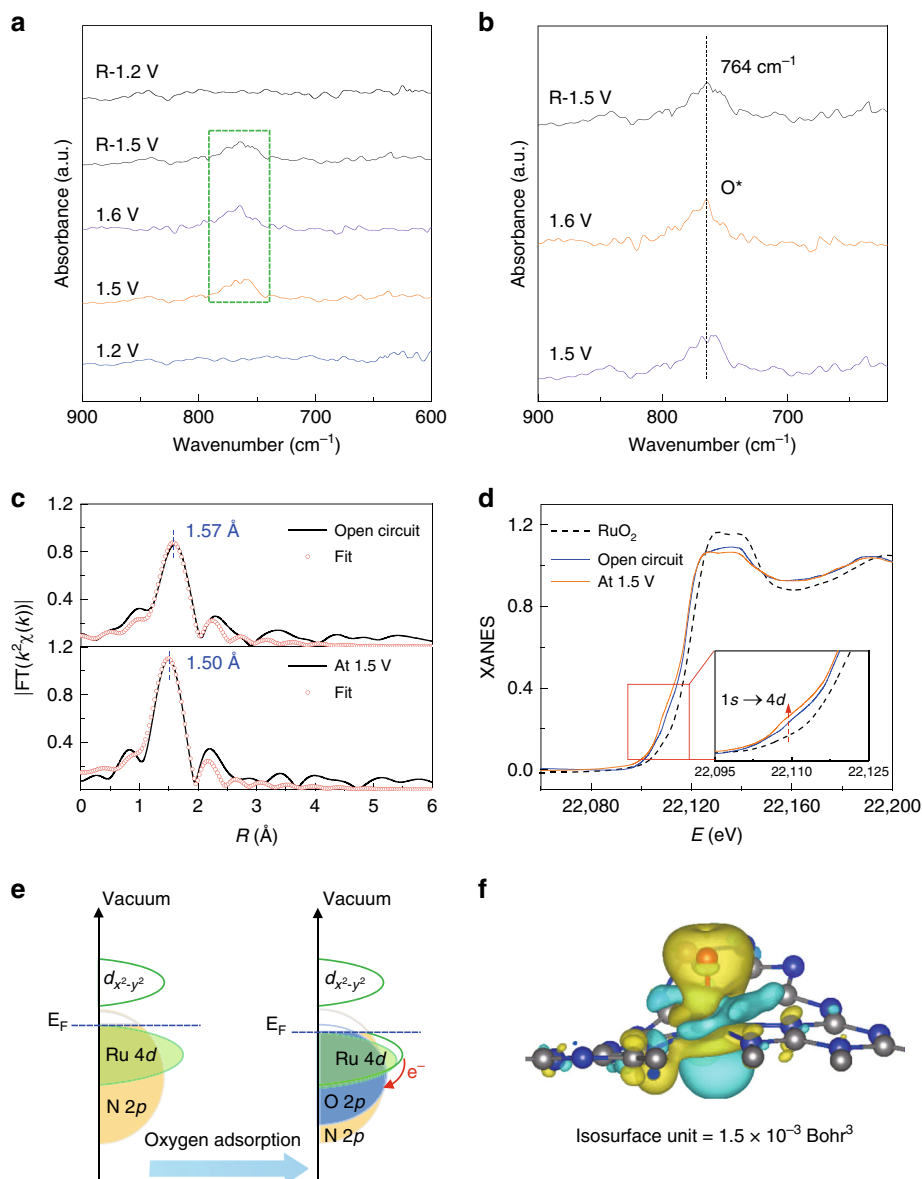 a
R-1.2 V
R-1.5 V
1.6 V
1.5 V
1.2 V
Absorbance (a.u.)
900 800 700 600
Wavenumber (cm⁻¹)
b
764 cm⁻¹
R-1.5 V
O*
1.6 V
1.5 V
Absorbance (a.u.)
900 800 700
Wavenumber (cm⁻¹)
c
1.2
1.57 Å
Open circuit
Fit
0.8
0.4
1.2
1.50 Å
At 1.5 V
Fit
0.8
0.4
|FT(k²χ(k))|
0 1 2 3 4 5 6
R (Å)
d
1.2
RuO₂
Open circuit
At 1.5 V
0.8
XANES
1s → 4d
0.4
22,095 22,110 22,125
0.0
22,080 22,120 22,160 22,200
E (eV)
e
Vacuum
Vacuum
dₓ²₋ᵧ²
dₓ²₋ᵧ²
E_F
E_F
Ru 4d
Ru 4d
e⁻
N 2p
O 2p
N 2p
Oxygen adsorption
f
Isosurface unit = 1.5 × 10⁻³ Bohr³